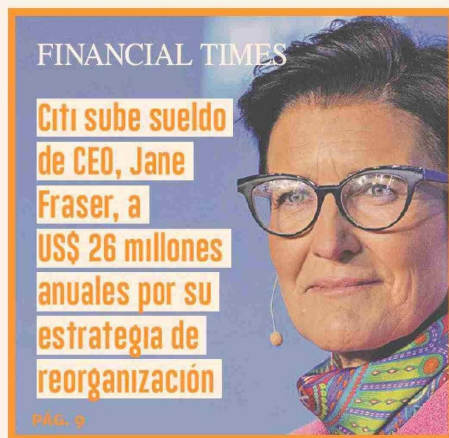 FINANCIAL TIMES
Citi sube sueldo
de CEO, Jane
Fraser, a
US$ 26 millones
anuales por su
estrategia de
reorganización
PÁG. 9